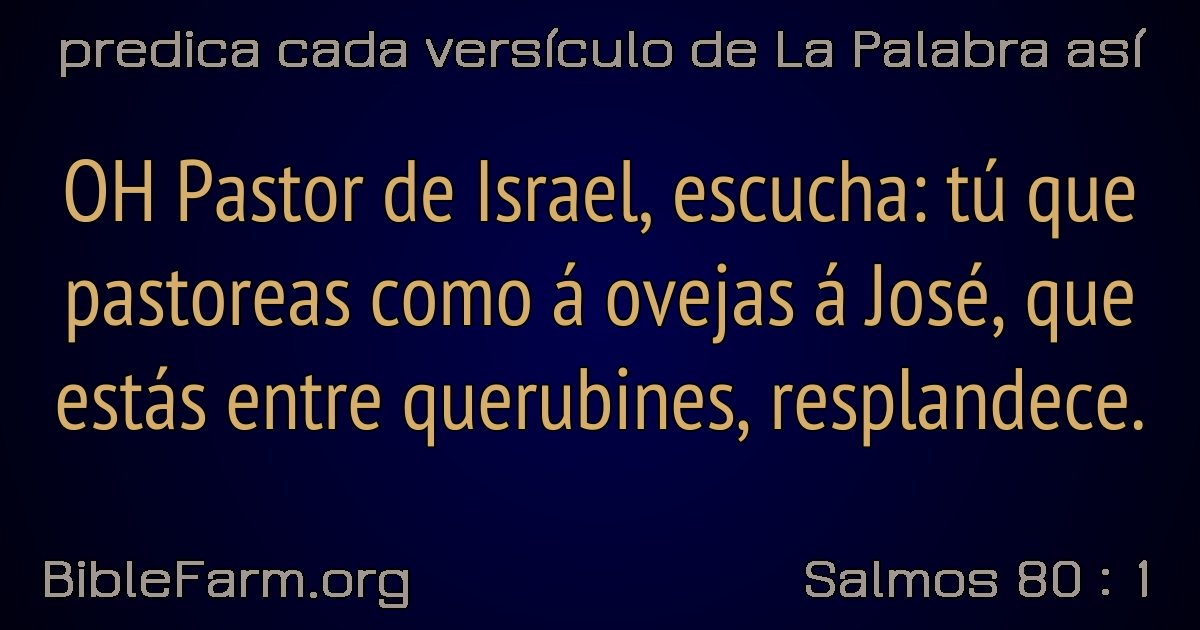 predica cada versículo de La Palabra así
OH Pastor de Israel, escucha: tú que
pastoreas como á ovejas á José, que
estás entre querubines, resplandece.
BibleFarm.org
Salmos 80 : 1